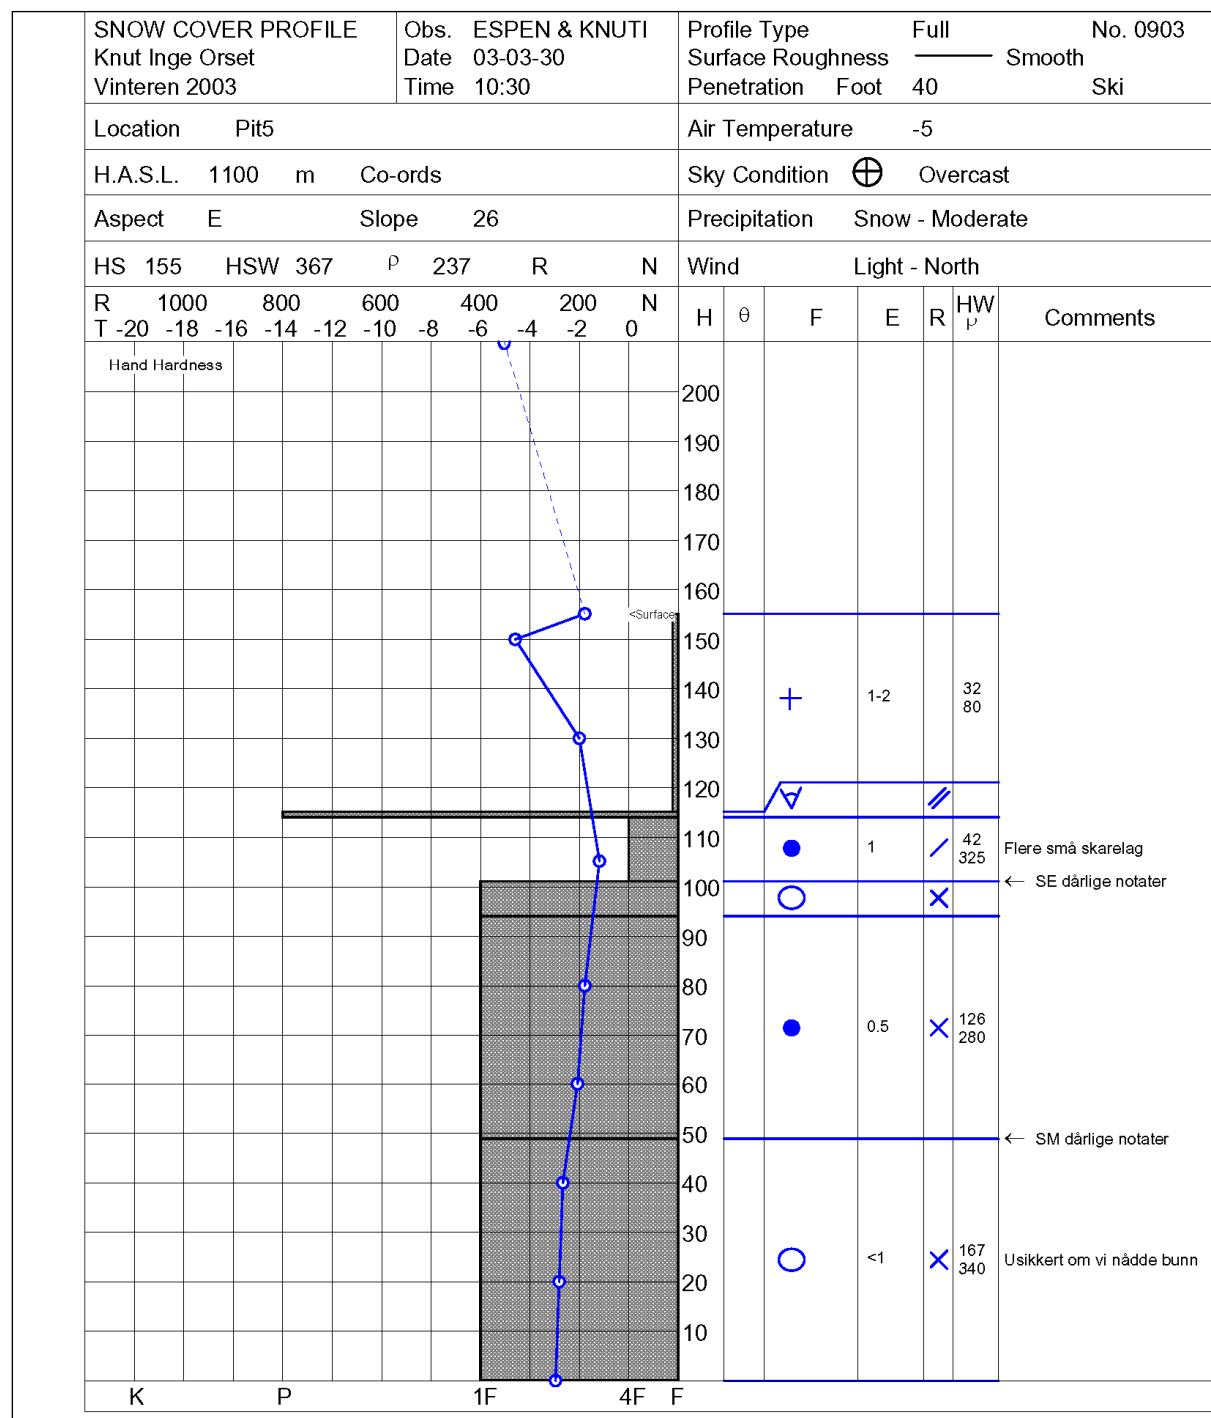 SNOW COVER PROFILE Obs. ESPEN & KNUTI Profile Type Full No. 0903
Knut Inge Orset Date 03-03-30 Surface Roughness Smooth
Vinteren 2003 Time 10:30 Penetration Foot 40 Ski
Location Pit5 Air Temperature -5
H.A.S.L. 1100 m Co-ords Sky Condition Overcast
Aspect E Slope 26 Precipitation Snow - Moderate
HS 155 HSW 367 ρ 237 R N Wind Light - North
R 1000 800 600 400 200 N
T -20 -18 -16 -14 -12 -10 -8 -6 -4 -2 0
H θ F E R HW ρ Comments
Hand Hardness
200
190
180
170
160
<Surface
150
140 1-2 32
80
130
120
110 1 42
325 Flere små skarelag
100 ← SE dårlige notater
90
80
70 0.5 126
280
60
50 ← SM dårlige notater
40
30
<1 167
340 Usikkert om vi nådde bunn
20
10
K P 1F 4F F